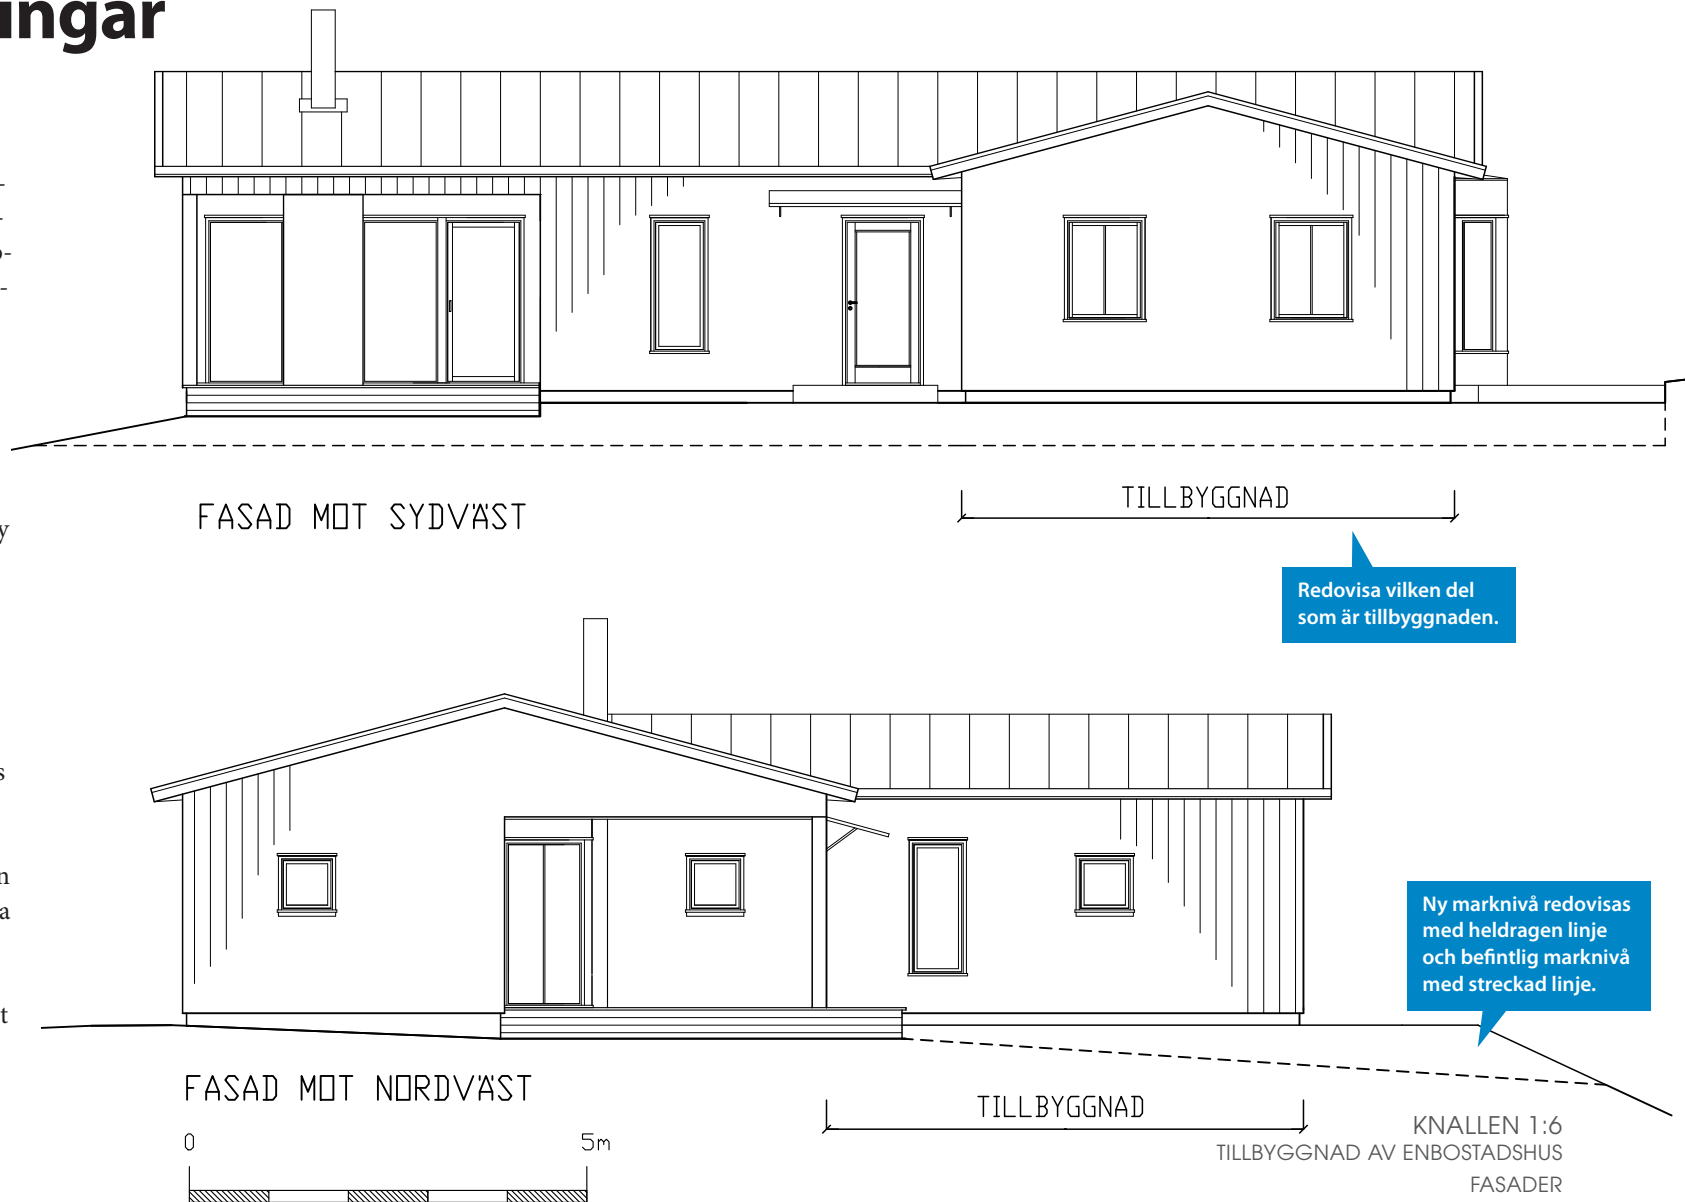 ingar
y
s
n
a
t
FASAD MOT SYDVÄST
TILLBYGGNAD
Redovisa vilken del
som är tillbyggnaden.
Ny marknivå redovisas
med heldragen linje
och befintlig marknivå
med streckad linje.
FASAD MOT NORDVÄST
TILLBYGGNAD
0 5m
KNALLEN 1:6
TILLBYGGNAD AV ENBOSTADSHUS
FASADER